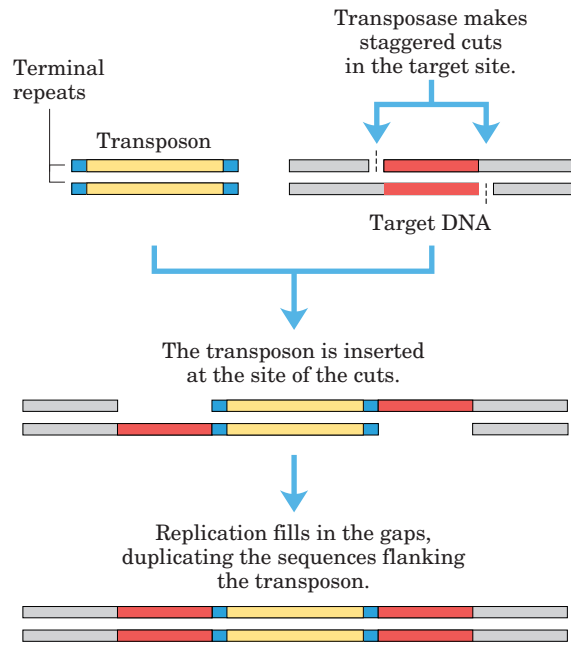 Transposase makes
staggered cuts
in the target site.
Terminal
repeats
Transposon
Target DNA
The transposon is inserted
at the site of the cuts.
Replication fills in the gaps,
duplicating the sequences flanking
the transposon.